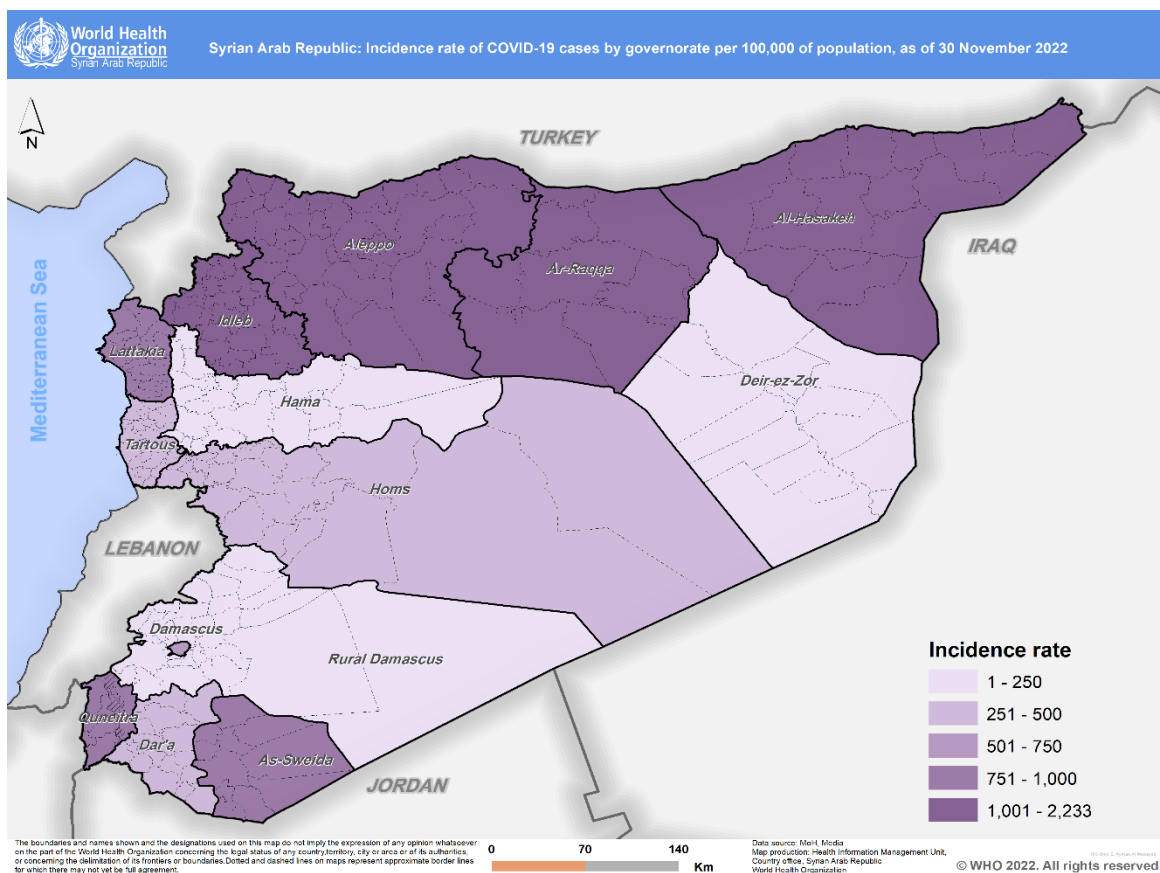 World Health
Organization
Syrian Arab Republic
Syrian Arab Republic: Incidence rate of COVID-19 cases by governorate per 100,000 of population, as of 30 November 2022
N
TURKEY
Al-Hasakeh
Aleppo
IRAQ
Ar-Raqqa
Mediterranean Sea
Idleb
Lattakia
Deir-ez-Zor
Hama
Tartous
Homs
LEBANON
Damascus
Rural Damascus
Quneitra
Dar'a
As-Sweida
JORDAN
Incidence rate
1 - 250
251 - 500
501 - 750
751 - 1,000
1,001 - 2,233
The boundaries and names shown and the designations used on this map do not imply the expression of any opinion whatsoever
on the part of the World Health Organization concerning the legal status of any country,territory, city or area or of its authorities,
or concerning the delimitation of its frontiers or boundaries.Dotted and dashed lines on maps represent approximate border lines
for which there may not yet be full agreement.
0 70 140
Km
Data source: MoH, Media
Map production: Health Information Management Unit,
Country office, Syrian Arab Republic
World Health Organization
© WHO 2022. All rights reserved